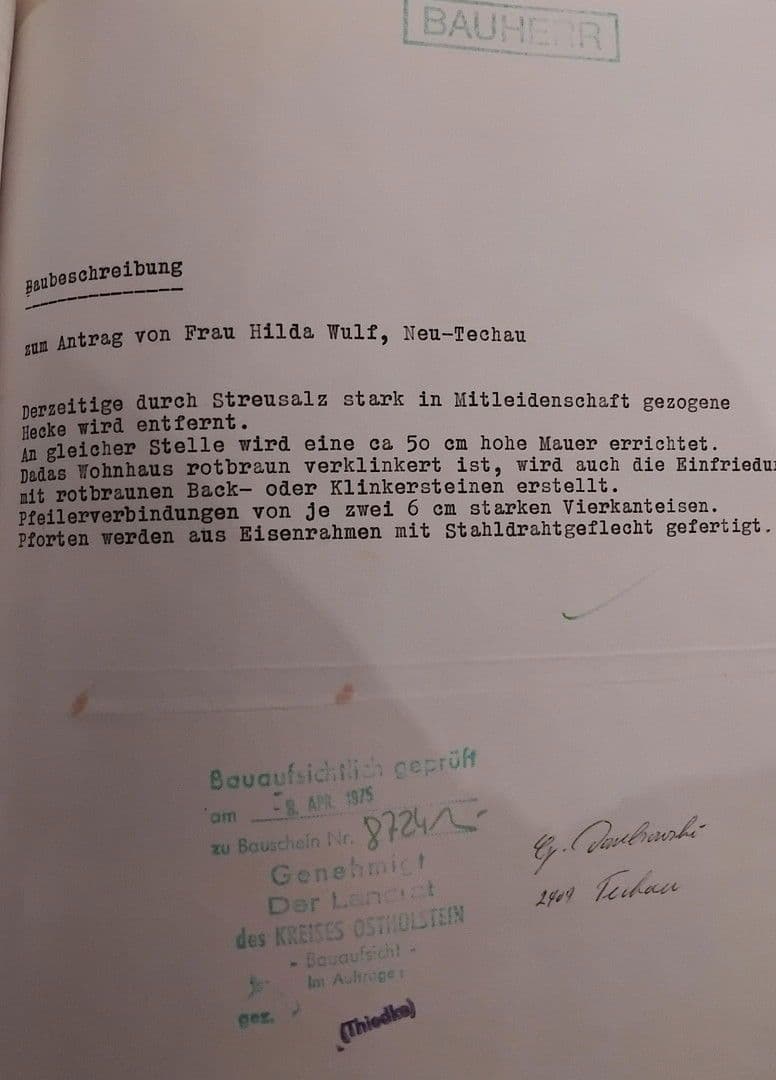 BAUHERR
Baubeschreibung
zum Antrag von Frau Hilda Wulf, Neu-Techau
Derzeitige durch Streusalz stark in Mitleidenschaft gezogene
Hecke wird entfernt.
An gleicher Stelle wird eine ca 50 cm hohe Mauer errichtet.
Dadas Wohnhaus rotbraun verklinkert ist, wird auch die Einfriedun
mit rotbraunen Back- oder Klinkersteinen erstellt.
Pfeilerverbindungen von je zwei 6 cm starken Vierkanteisen.
Pforten werden aus Eisenrahmen mit Stahldrahtgeflecht gefertigt.
Bauaufsichtlich geprüft
am -8. APR. 1975
zu Bauschein Nr.
Genehmigt
Der Landrat
des KREISES OSTHOLSTEIN
- Bauaufsicht -
Im Auftrage:
gez.
(Thiedke)
2409 Techau